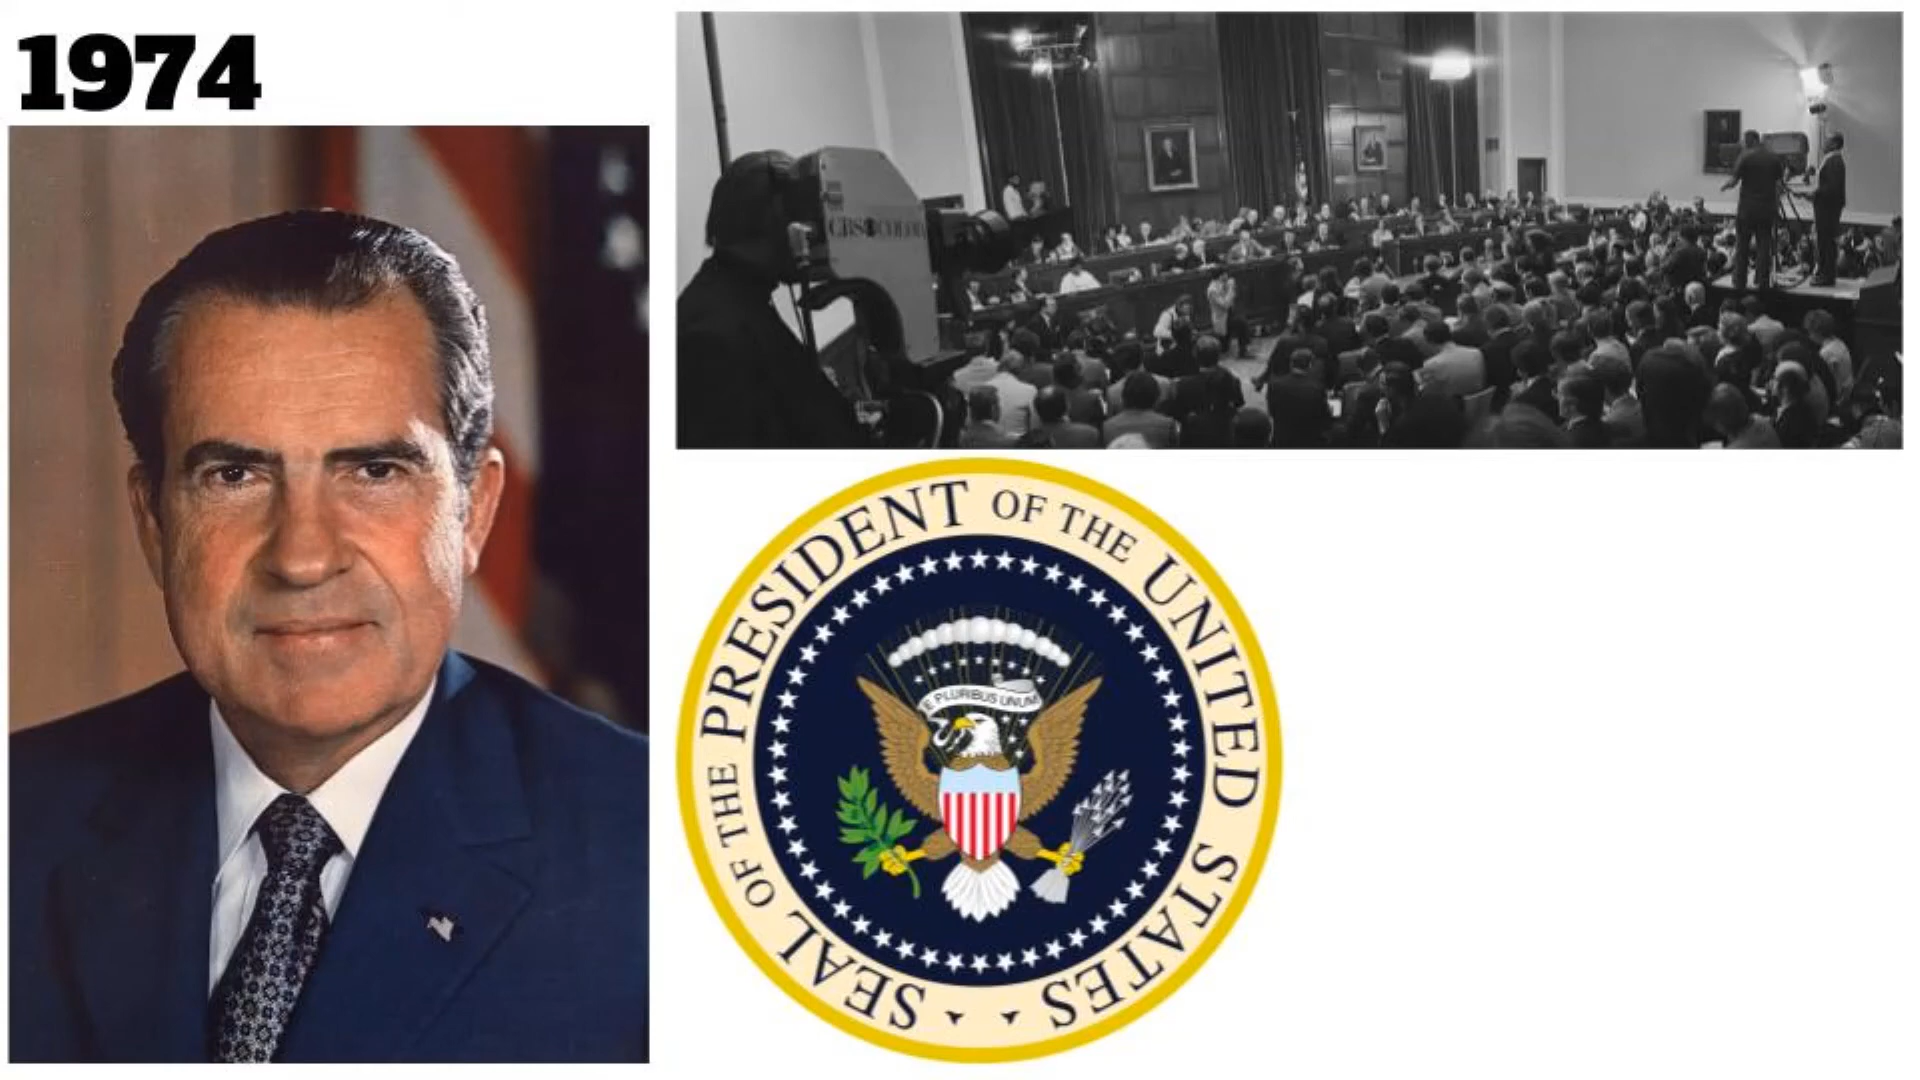 1974
CBS COLOR
SEAL OF THE PRESIDENT OF THE UNITED STATES
E PLURIBUS UNUM